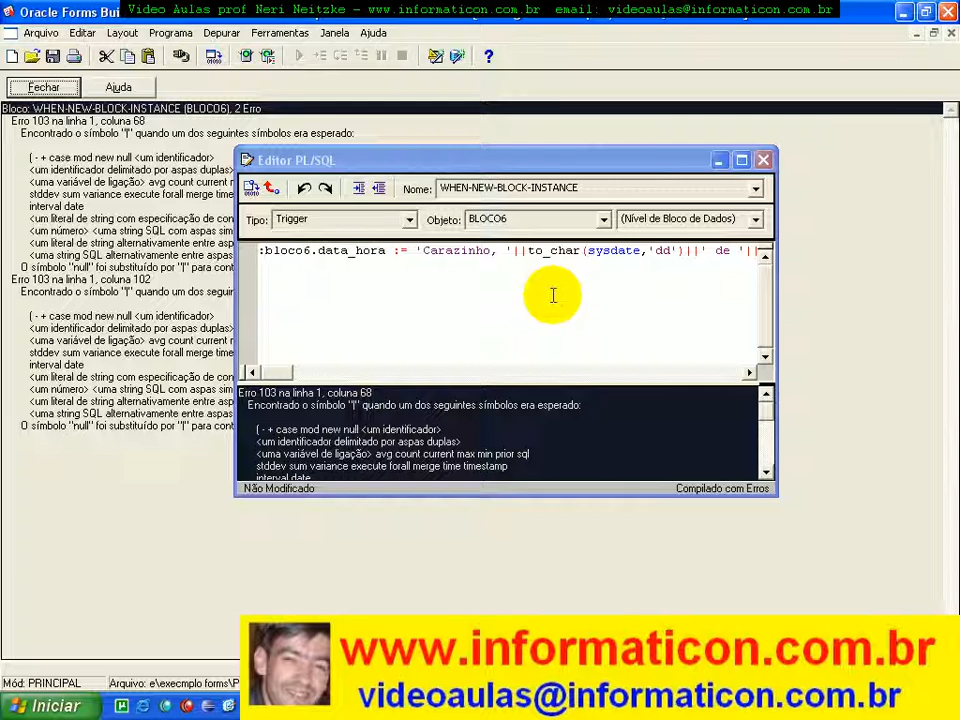 Oracle Forms Bui
Video Aulas prof Neri Neitzke - www.informaticon.com.br email: videoaulas@informaticon.com.br
Arquivo Editar Layout Programa Depurar Ferramentas Janela Ajuda
Fechar Ajuda
Bloco: WHEN-NEW-BLOCK-INSTANCE (BLOCO6), 2 Erro
Erro 103 na linha 1, coluna 68
Encontrado o símbolo "|" quando um dos seguintes símbolos era esperado:
( - + case mod new null <um identificador>
<um identificador delimitado por aspas duplas>
<uma variável de ligação> avg count current
stddev sum variance execute forall merge time
interval date
<um literal de string com especificação de con
<um número> <uma string SQL com aspas sim
<um literal de string alternativamente entre aspas
<uma string SQL alternativamente entre aspas
O símbolo "null" foi substituído por "|" para cont
Erro 103 na linha 1, coluna 102
Encontrado o símbolo "|" quando um dos seguin
( - + case mod new null <um identificador>
<um identificador delimitado por aspas duplas>
<uma variável de ligação> avg count current
stddev sum variance execute forall merge time
interval date
<um literal de string com especificação de con
<um número> <uma string SQL com aspas sim
<um literal de string alternativamente entre aspas
<uma string SQL alternativamente entre aspas
O símbolo "null" foi substituído por "|" para cont
Editor PL/SQL
Nome: WHEN-NEW-BLOCK-INSTANCE
Tipo: Trigger Objeto: BLOCO6 (Nível de Bloco de Dados)
:bloco6.data_hora := 'Carazinho, '||to_char(sysdate,'dd')||' de '||
Erro 103 na linha 1, coluna 68
Encontrado o símbolo "|" quando um dos seguintes símbolos era esperado:
( - + case mod new null <um identificador>
<um identificador delimitado por aspas duplas>
<uma variável de ligação> avg count current max min prior sql
stddev sum variance execute forall merge time timestamp
interval date
Não Modificado Compilado com Erros
www.informaticon.com.br
videoaulas@informaticon.com.br
Mód: PRINCIPAL Arquivo: e\execmplo forms\P
Iniciar